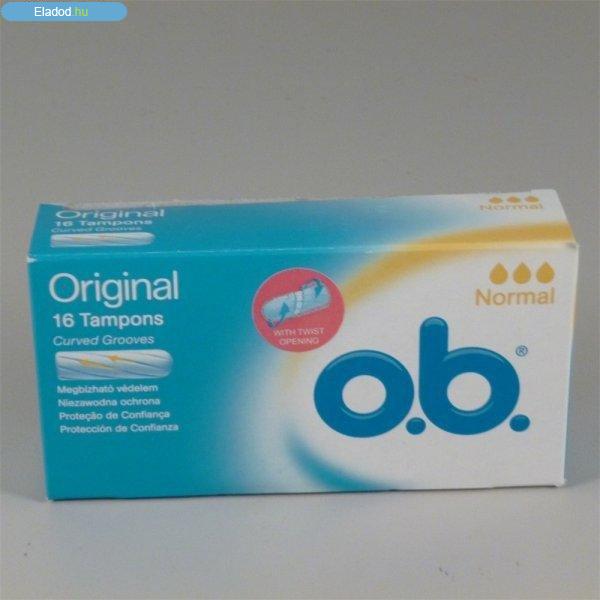 Eladod.hu
Original
16 Tampons
Curved Grooves
Normal
Original
16 Tampons
Curved Grooves
Megbízható védelem
Niezawodna ochrona
Proteção de Confiança
Protección de Confianza
WITH TWIST
OPENING
Normal
o.b.®